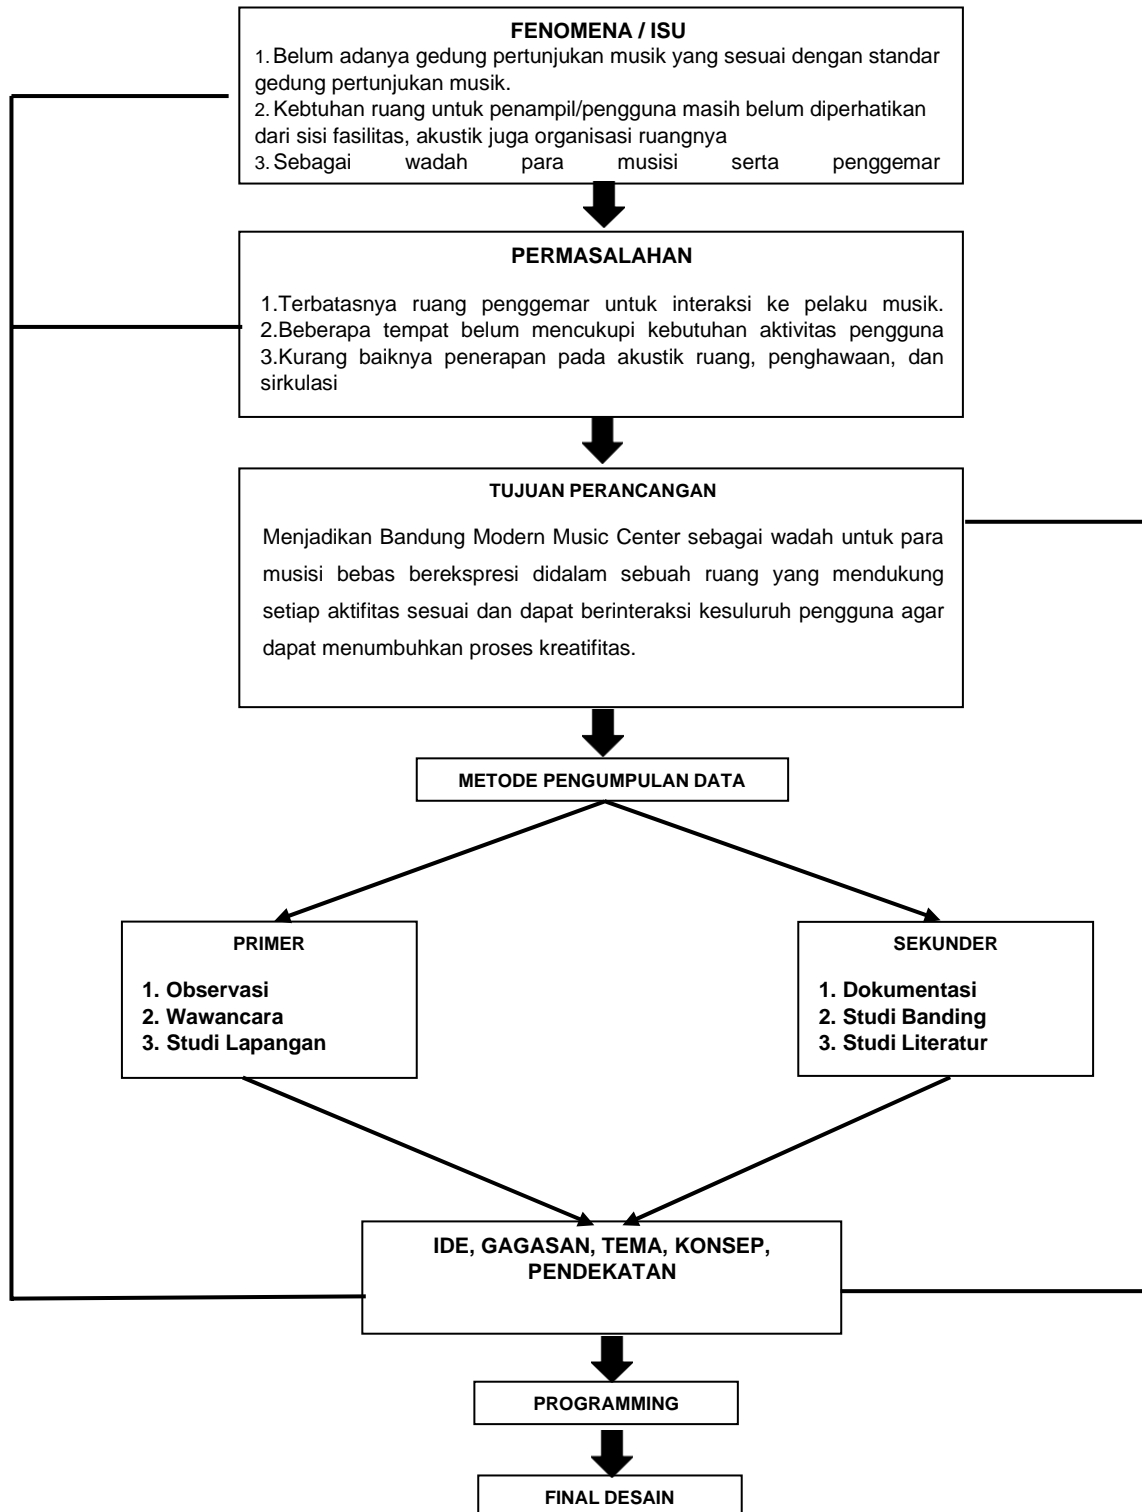 FENOMENA / ISU
1. Belum adanya gedung pertunjukan musik yang sesuai dengan standar
gedung pertunjukan musik.
2. Kebtuhan ruang untuk penampil/pengguna masih belum diperhatikan
dari sisi fasilitas, akustik juga organisasi ruangnya
3. Sebagai wadah para musisi serta penggemar
PERMASALAHAN
1.Terbatasnya ruang penggemar untuk interaksi ke pelaku musik.
2.Beberapa tempat belum mencukupi kebutuhan aktivitas pengguna
3.Kurang baiknya penerapan pada akustik ruang, penghawaan, dan
sirkulasi
TUJUAN PERANCANGAN
Menjadikan Bandung Modern Music Center sebagai wadah untuk para
musisi bebas berekspresi didalam sebuah ruang yang mendukung
setiap aktifitas sesuai dan dapat berinteraksi kesuluruh pengguna agar
dapat menumbuhkan proses kreatifitas.
METODE PENGUMPULAN DATA
PRIMER
1. Observasi
2. Wawancara
3. Studi Lapangan
SEKUNDER
1. Dokumentasi
2. Studi Banding
3. Studi Literatur
IDE, GAGASAN, TEMA, KONSEP,
PENDEKATAN
PROGRAMMING
FINAL DESAIN